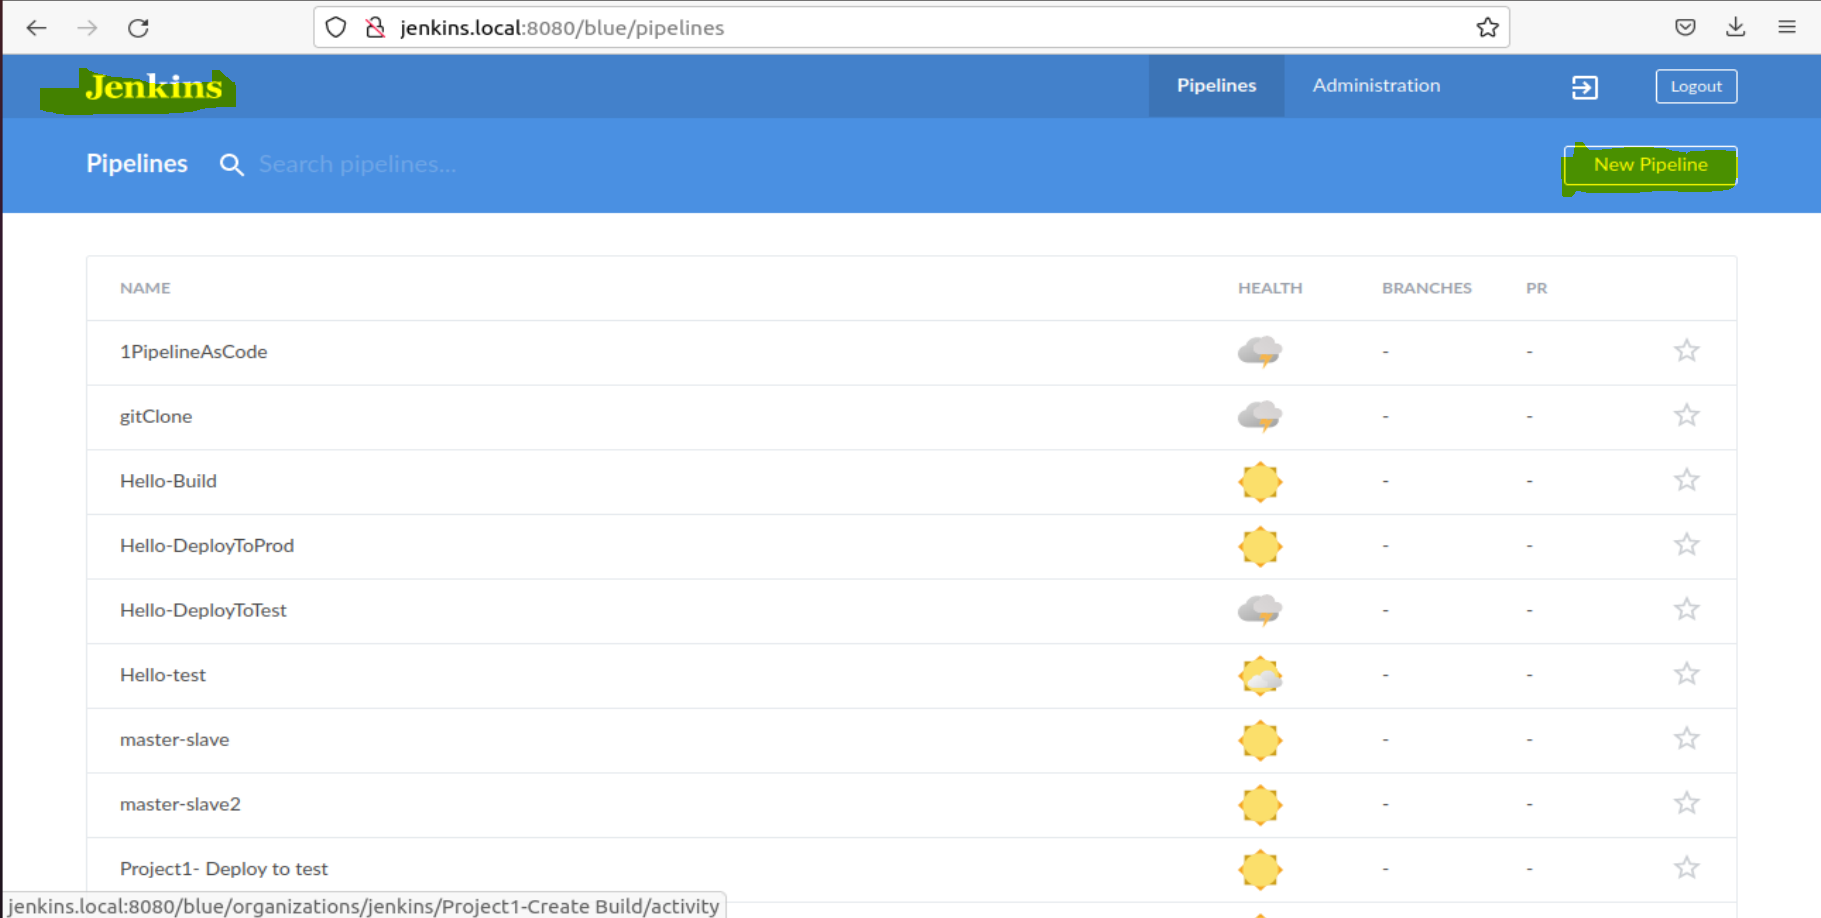 jenkins.local:8080/blue/pipelines
Jenkins
Pipelines Administration Logout
Pipelines Search pipelines... New Pipeline
NAME HEALTH BRANCHES PR
1PipelineAsCode - -
gitClone - -
Hello-Build - -
Hello-DeployToProd - -
Hello-DeployToTest - -
Hello-test - -
master-slave - -
master-slave2 - -
Project1- Deploy to test - -
jenkins.local:8080/blue/organizations/jenkins/Project1-Create Build/activity